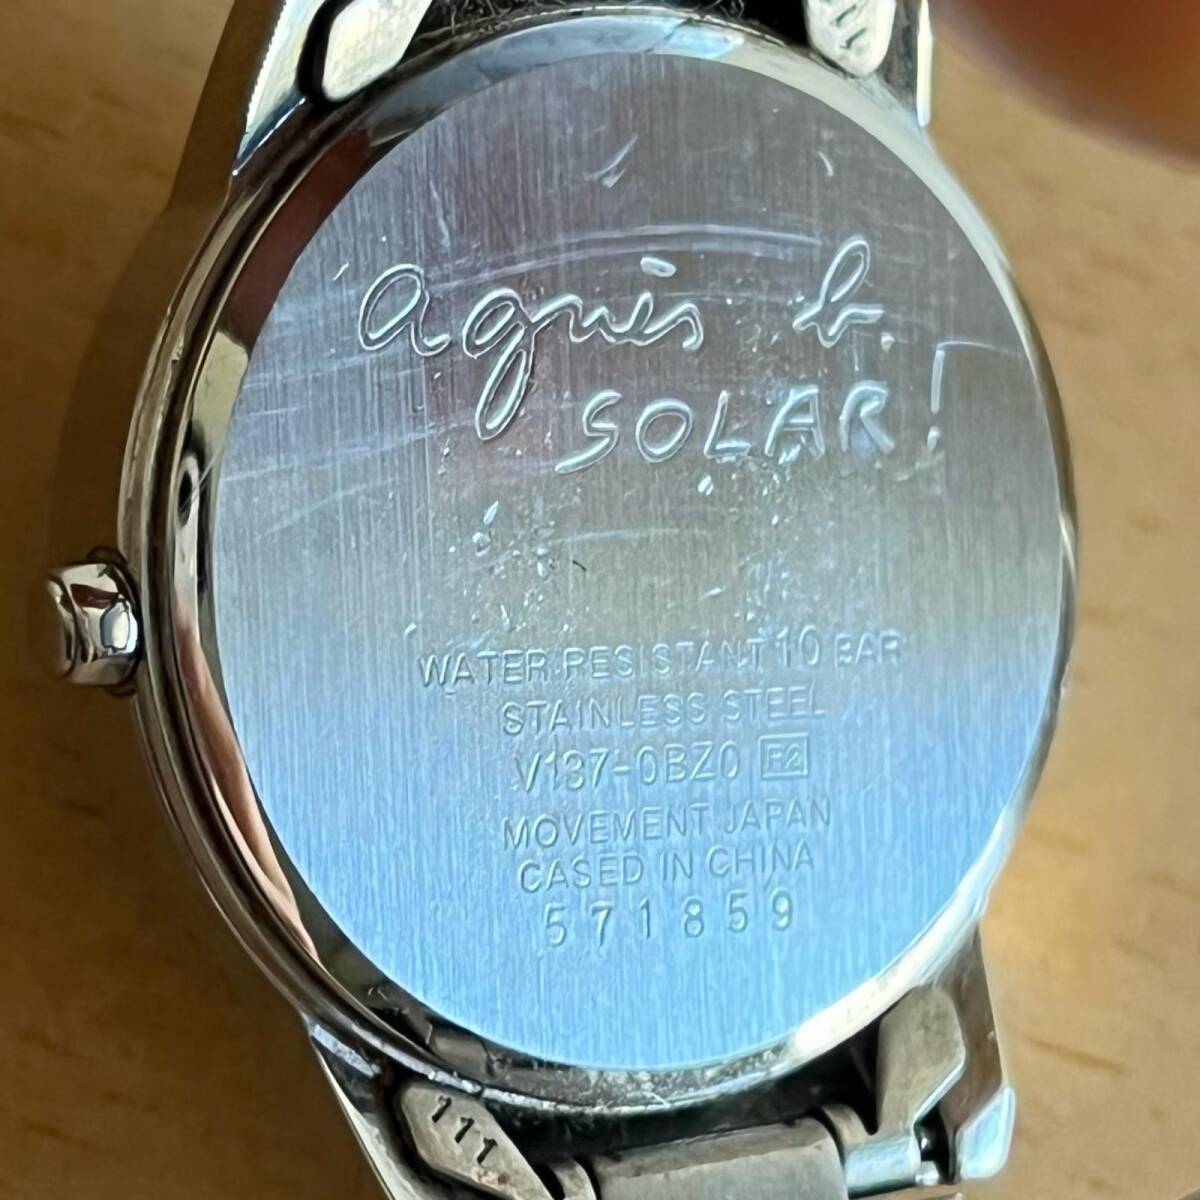 agnès b.
SOLAR!
WATER RESISTANT 10 BAR
STAINLESS STEEL
V137-0BZ0 F2
MOVEMENT JAPAN
CASED IN CHINA
571859
111